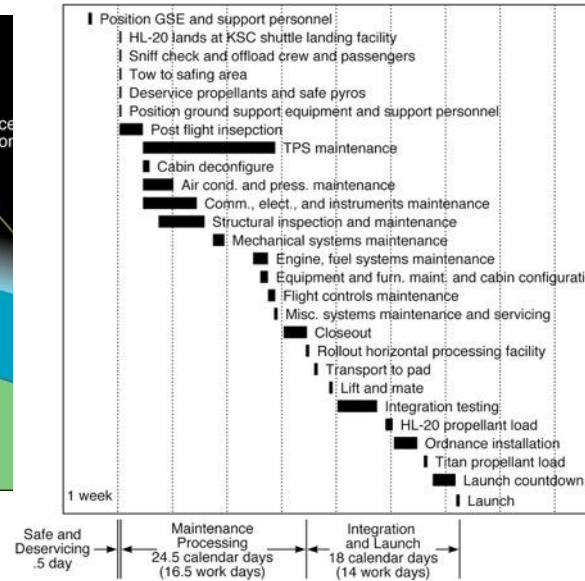 Position GSE and support personnel
HL-20 lands at KSC shuttle landing facility
Sniff check and offload crew and passengers
Tow to safing area
Deservice propellants and safe pyros
Position ground support equipment and support personnel
Post flight insepction
TPS maintenance
Cabin deconfigure
Air cond. and press. maintenance
Comm., elect., and instruments maintenance
Structural inspection and maintenance
Mechanical systems maintenance
Engine, fuel systems maintenance
Equipment and furn. maint. and cabin configurati
Flight controls maintenance
Misc. systems maintenance and servicing
Closeout
Rollout horizontal processing facility
Transport to pad
Lift and mate
Integration testing
HL-20 propellant load
Ordnance installation
Titan propellant load
Launch countdown
1 week
Launch
Safe and
Deservicing
.5 day
Maintenance
Processing
24.5 calendar days
(16.5 work days)
Integration
and Launch
18 calendar days
(14 work days)